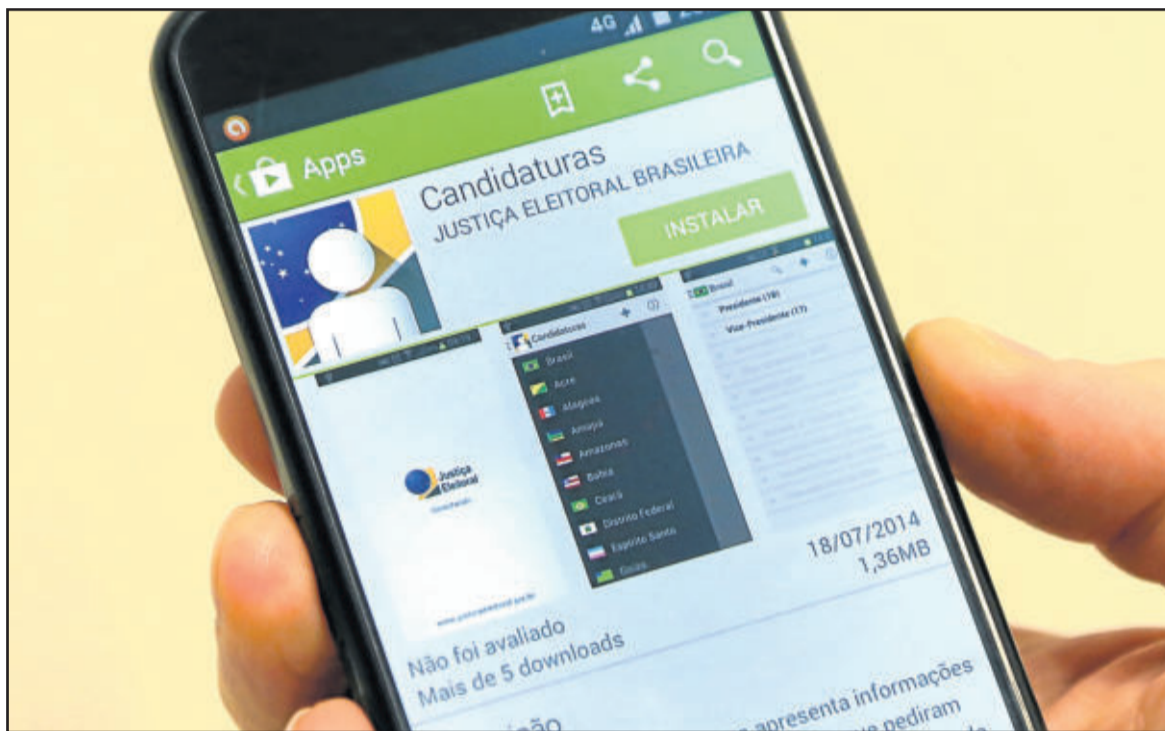 4G
Apps
Candidaturas
JUSTIÇA ELEITORAL BRASILEIRA
INSTALAR
Justiça
Eleitoral
Candidaturas
Brasil
Acre
Alagoas
Amapá
Amazonas
Bahia
Ceará
Distrito Federal
Espírito Santo
Goiás
Brasil
Presidente
Vice-Presidente
18/07/2014
1,36MB
Não foi avaliado
Mais de 5 downloads
apresenta informações
pediram